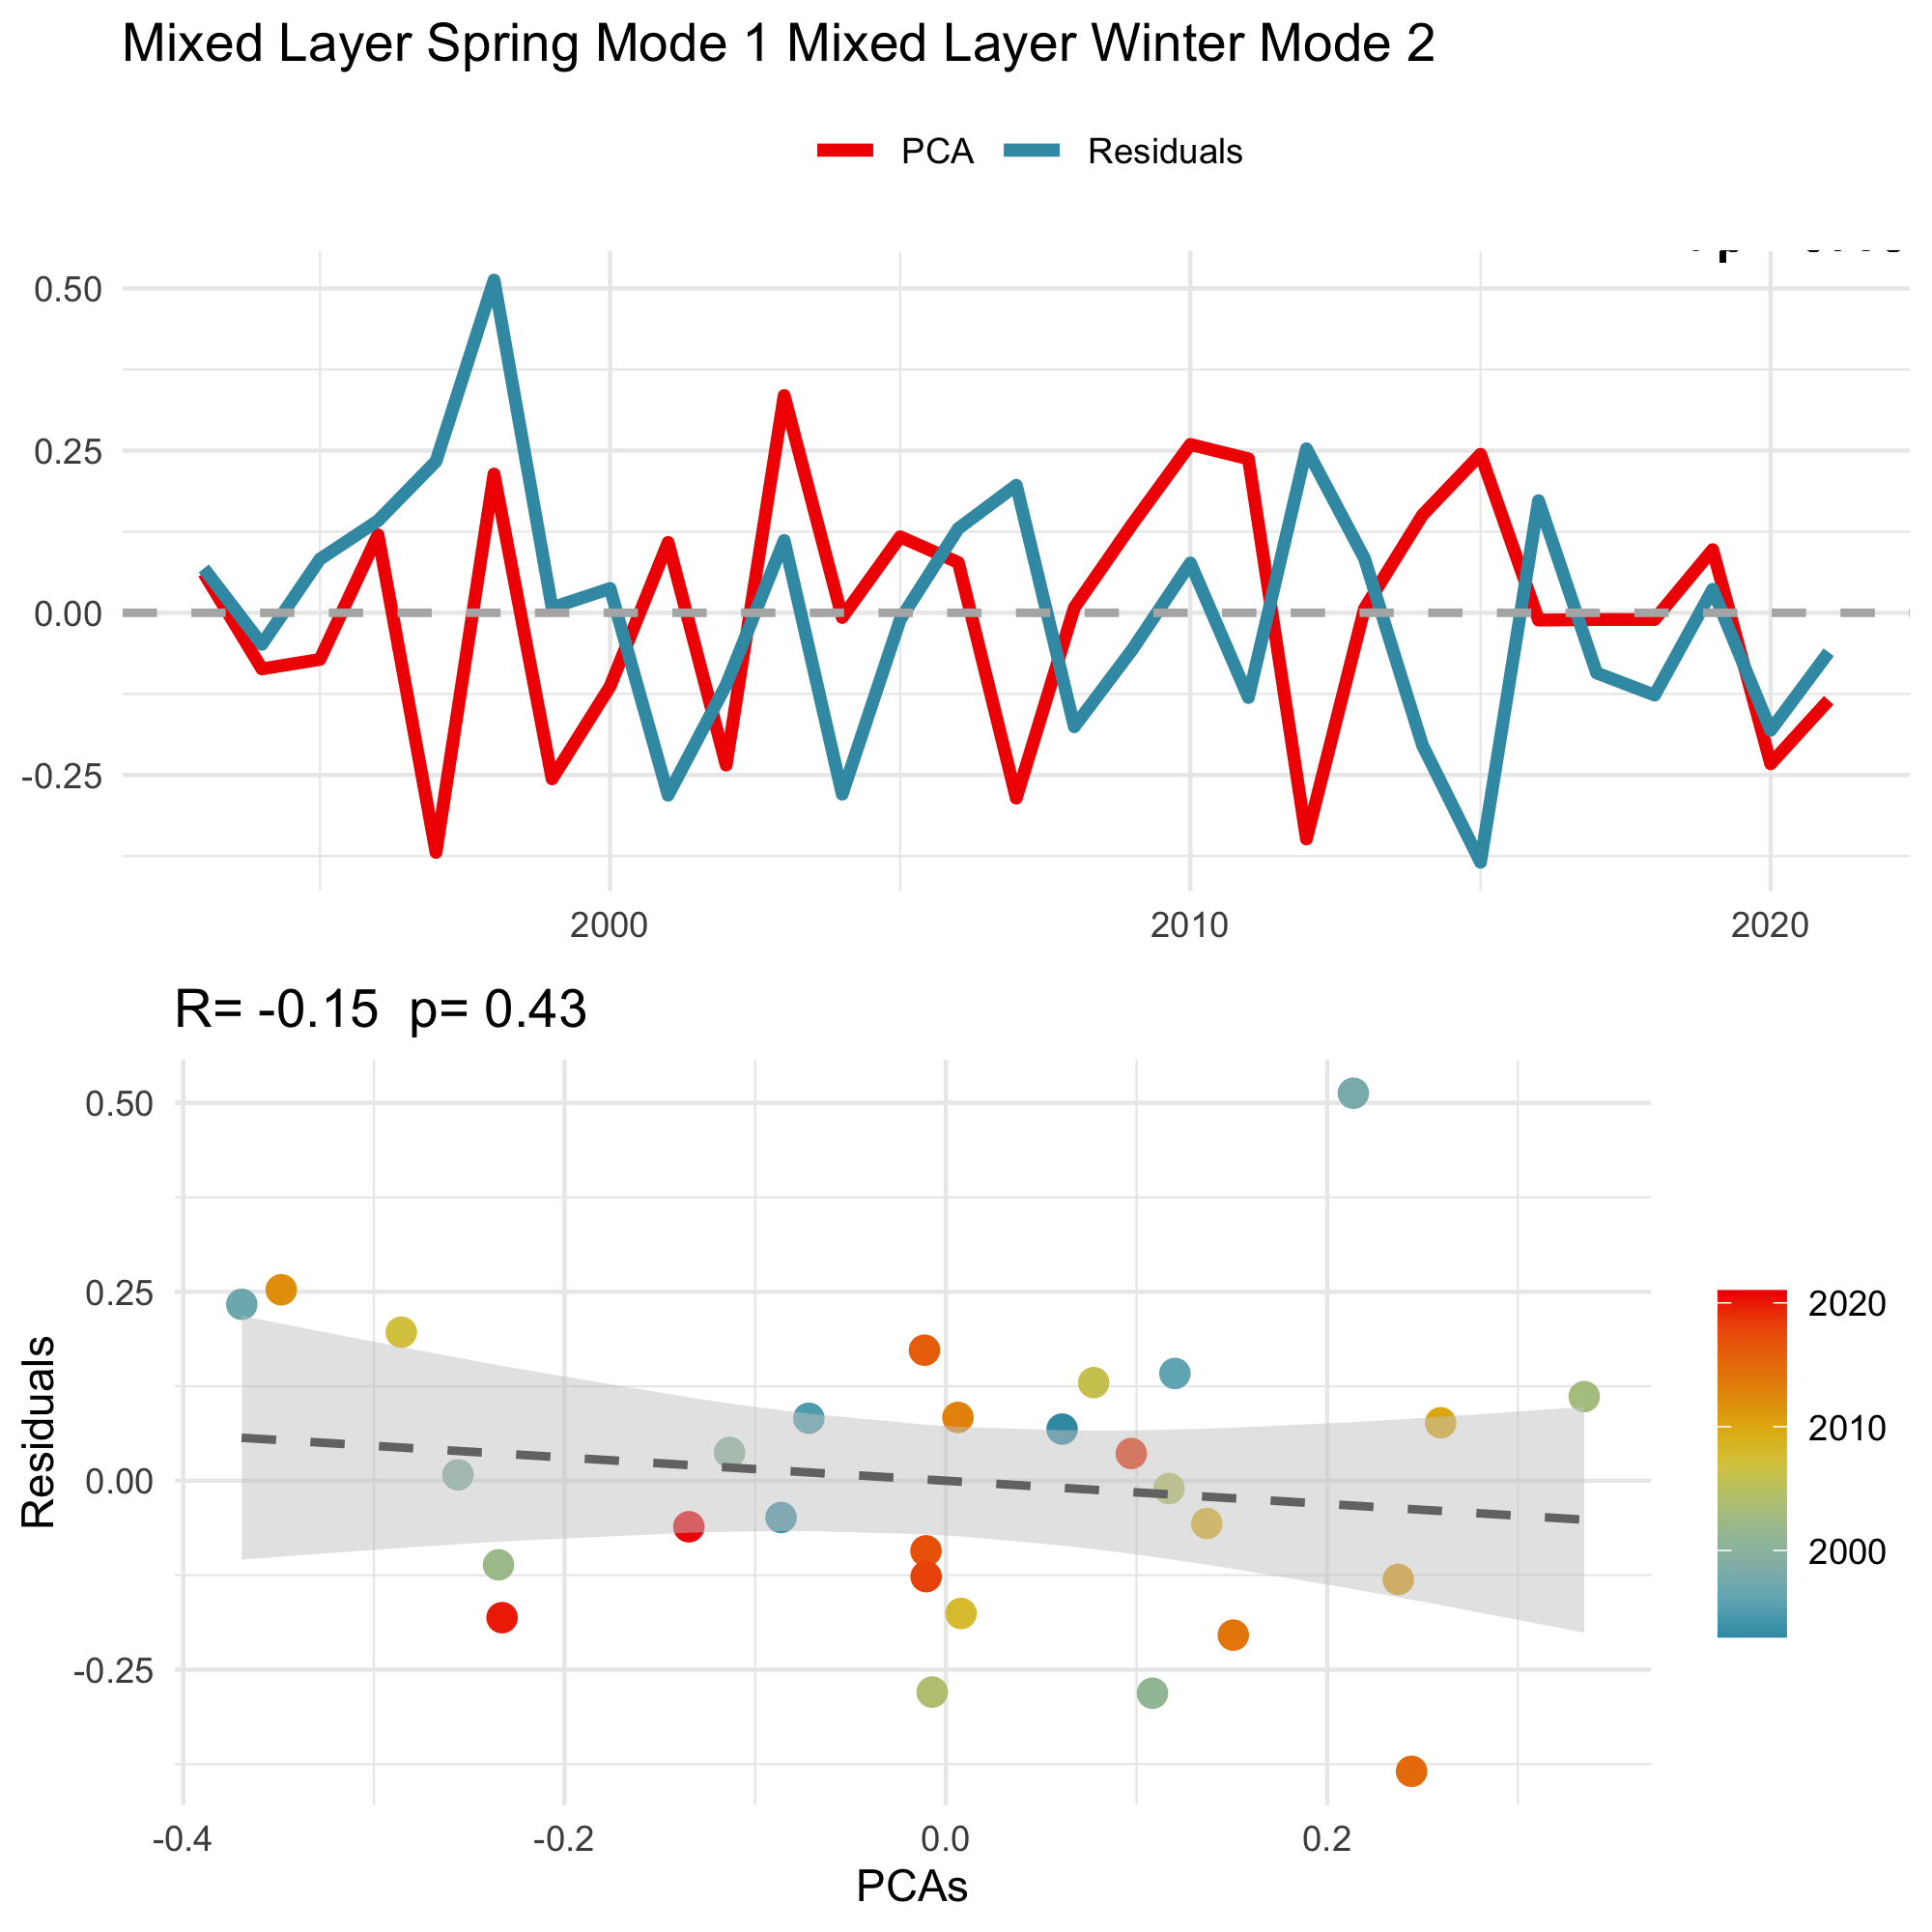 Mixed Layer Spring Mode 1 Mixed Layer Winter Mode 2
PCA Residuals
0.50
0.25
0.00
-0.25
2000 2010 2020
R= -0.15 p= 0.43
Residuals
0.50
0.25
0.00
-0.25
-0.4 -0.2 0.0 0.2
PCAs
2020
2010
2000